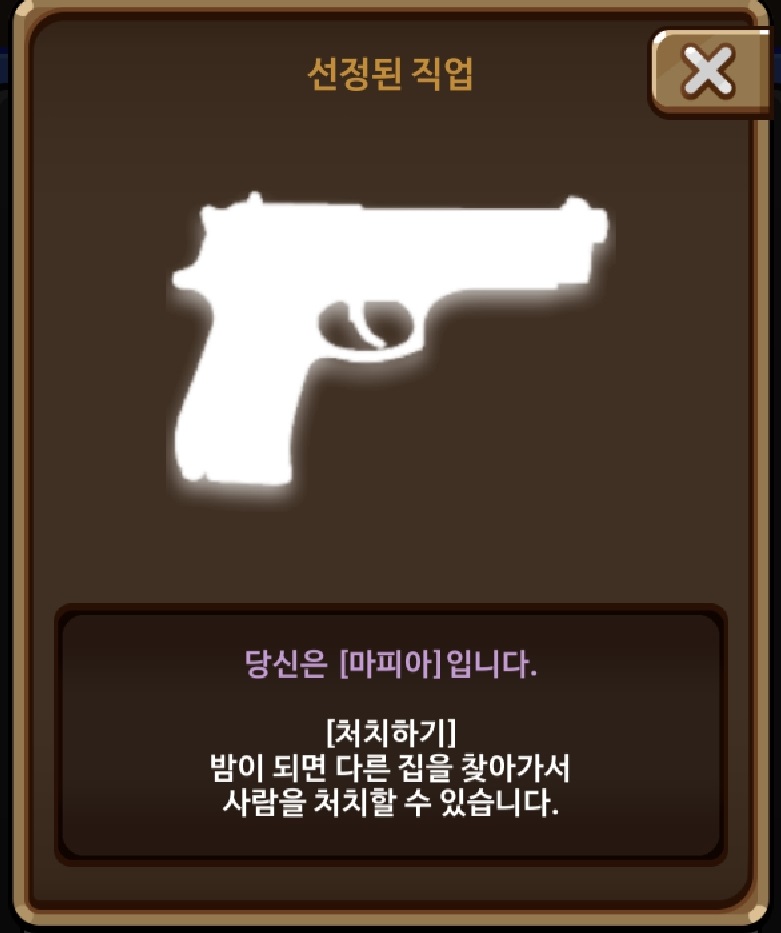 선정된 직업
당신은 [마피아]입니다.
[처치하기]
밤이 되면 다른 집을 찾아가서
사람을 처치할 수 있습니다.